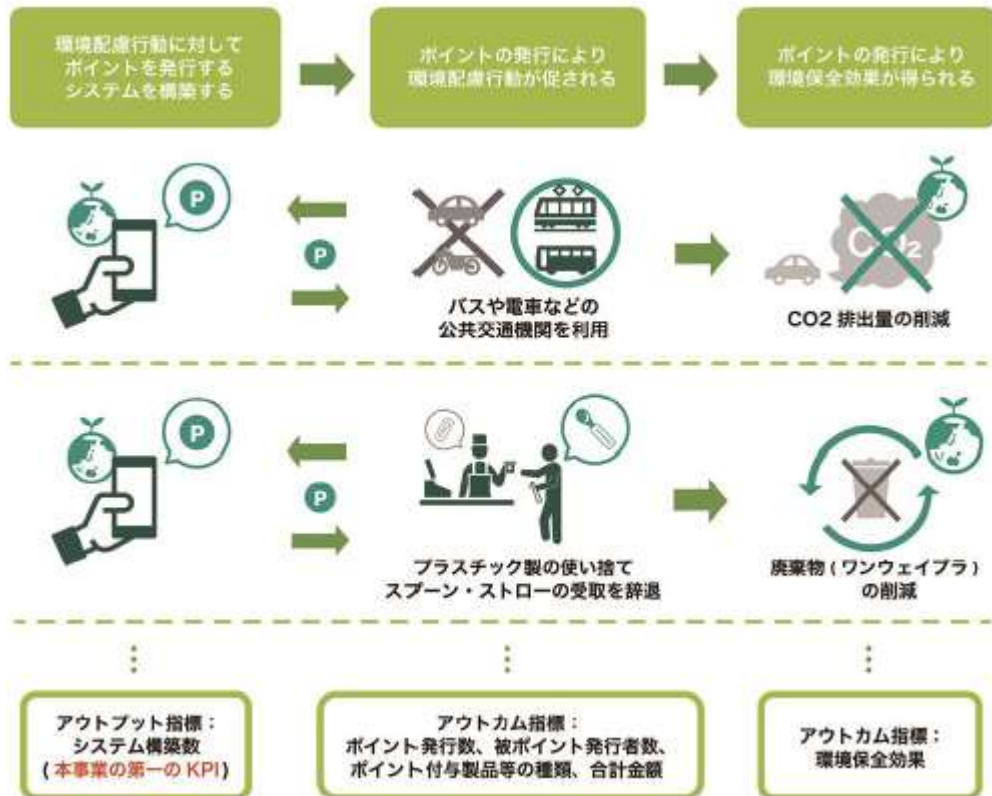 環境配慮行動に対して
ポイントを発行する
システムを構築する
ポイントの発行により
環境配慮行動が促される
ポイントの発行により
環境保全効果が得られる
P
P
バスや電車などの
公共交通機関を利用
CO₂
CO2 排出量の削減
P
P
プラスチック製の使い捨て
スプーン・ストローの受取を辞退
廃棄物 ( ワンウェイプラ )
の削減
アウトプット指標：
システム構築数
( 本事業の第一の KPI )
アウトカム指標：
ポイント発行数、被ポイント発行者数、
ポイント付与製品等の種類、合計金額
アウトカム指標：
環境保全効果